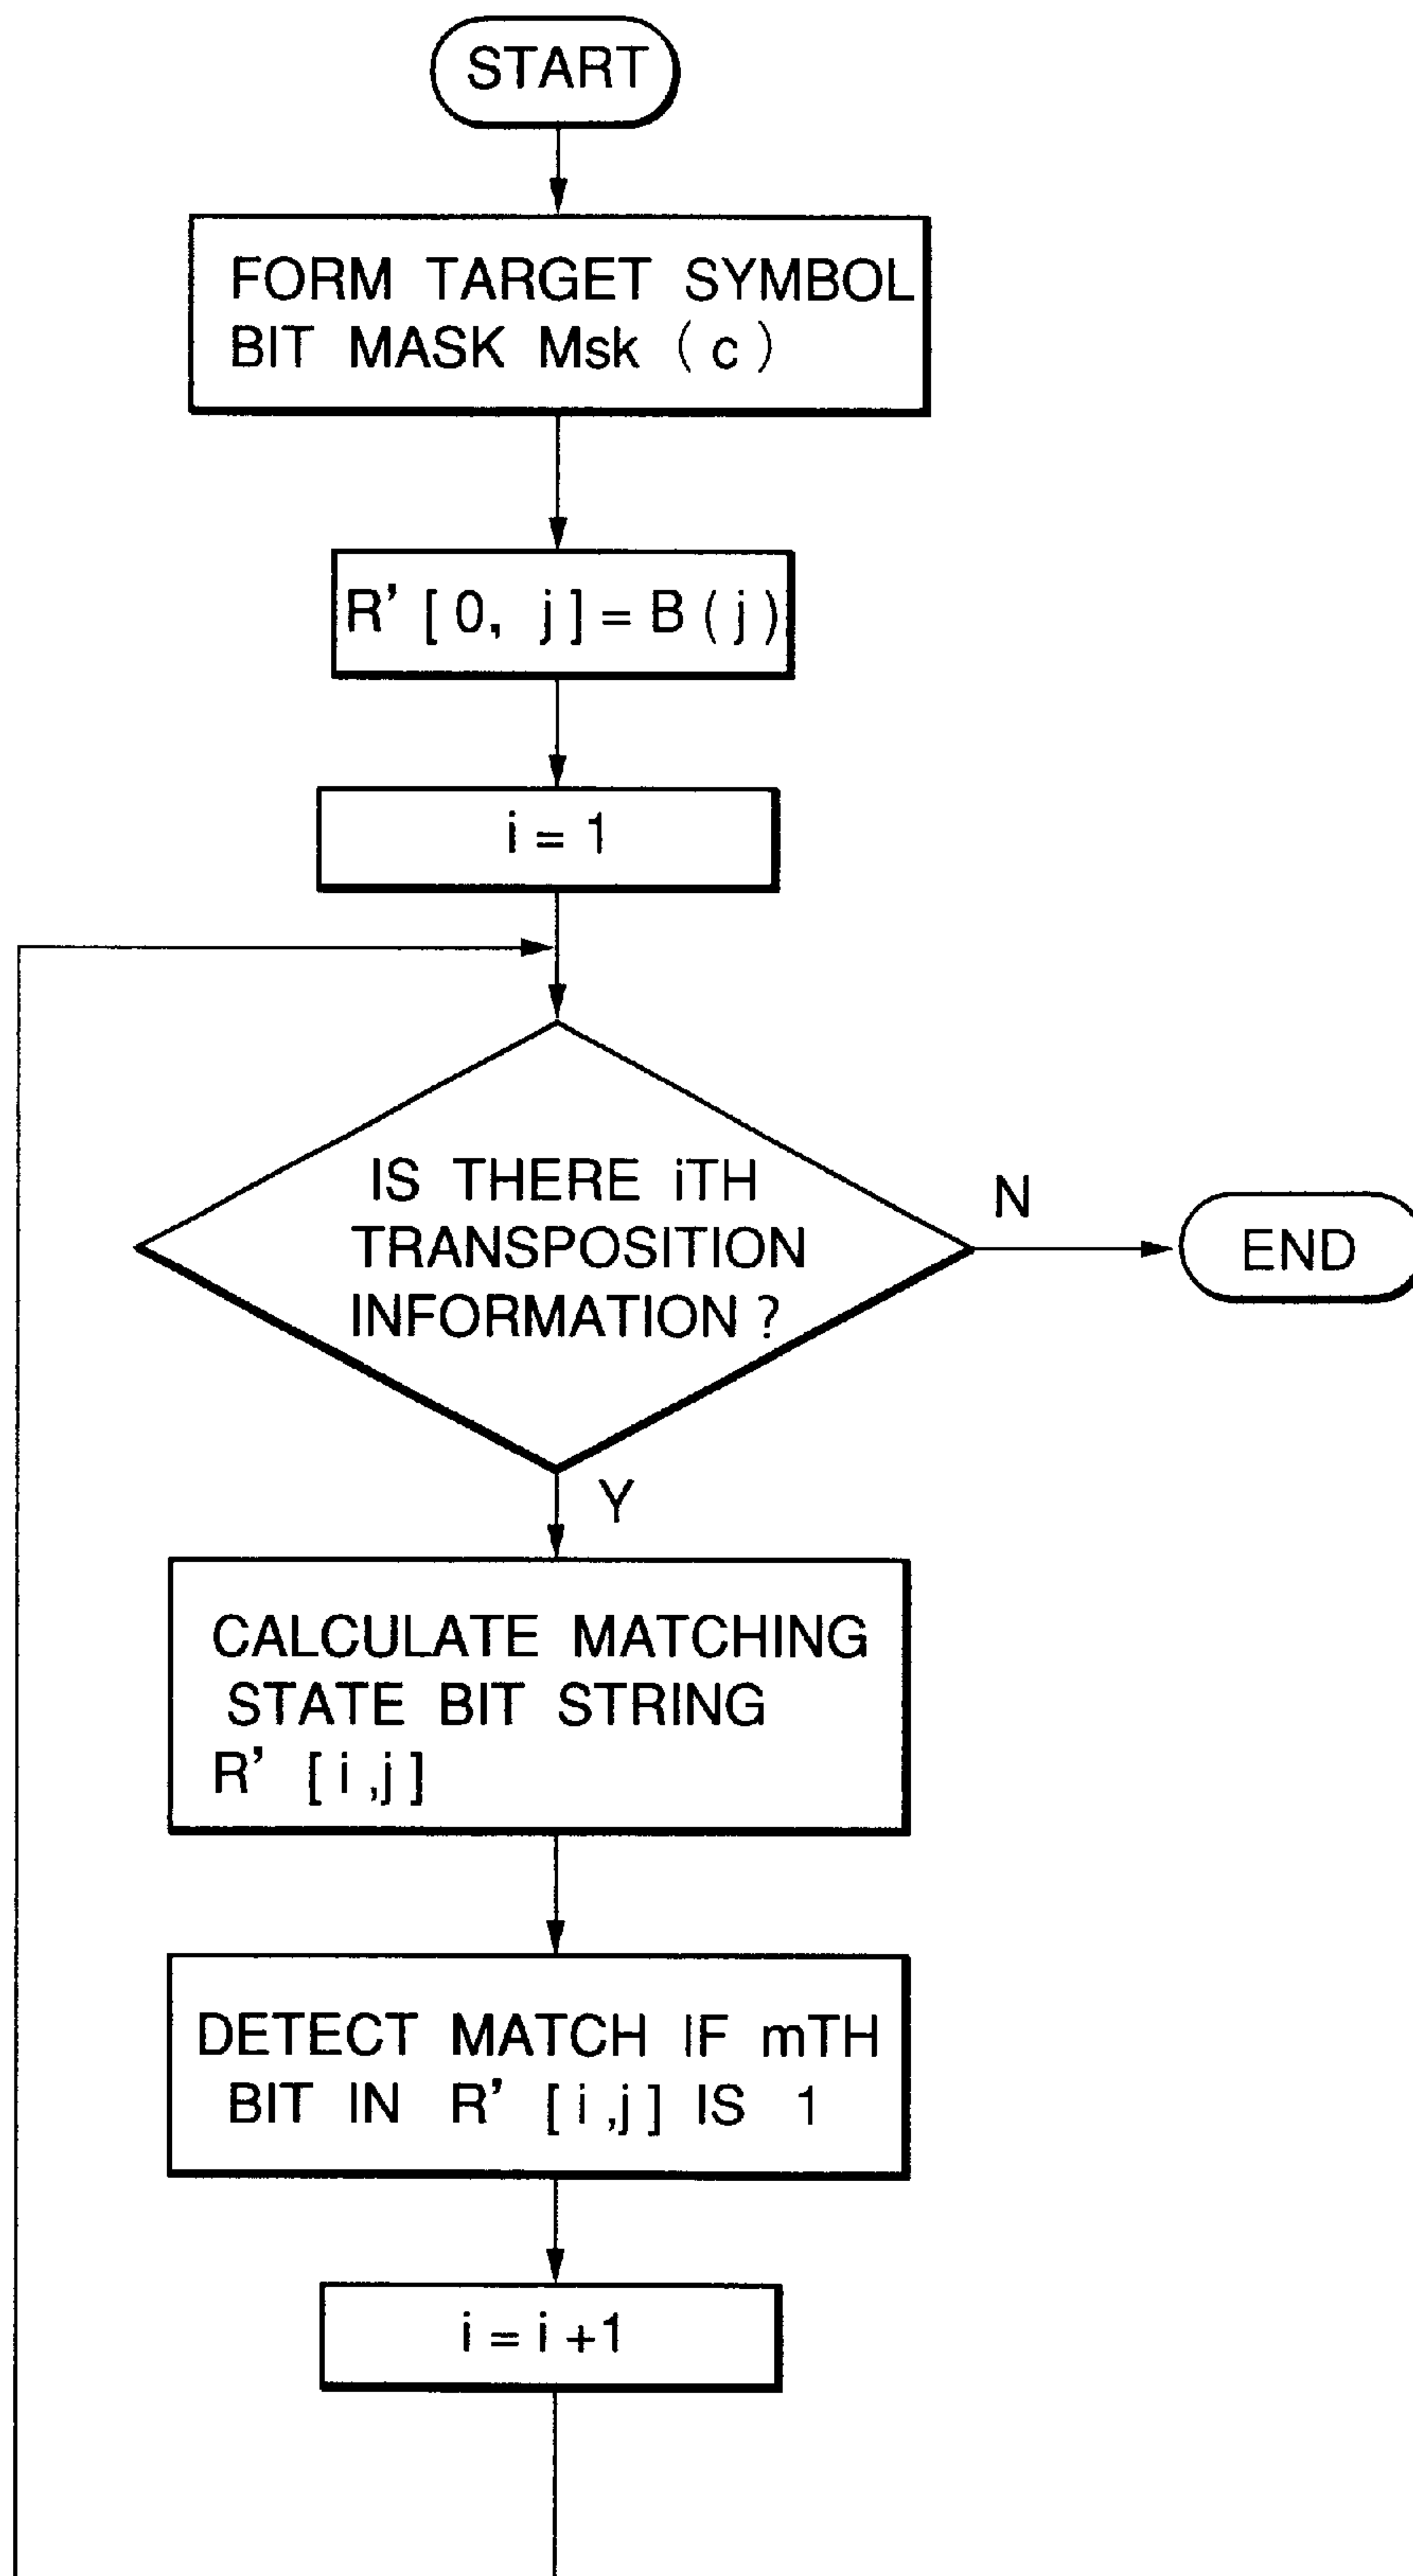 START
FORM TARGET SYMBOL
BIT MASK Msk (c)
R' [0, j] = B (j)
i = 1
IS THERE iTH
TRANSPOSITION
INFORMATION ?
N
END
Y
CALCULATE MATCHING
STATE BIT STRING
R' [i ,j]
DETECT MATCH IF mTH
BIT IN R' [i ,j] IS 1
i = i +1